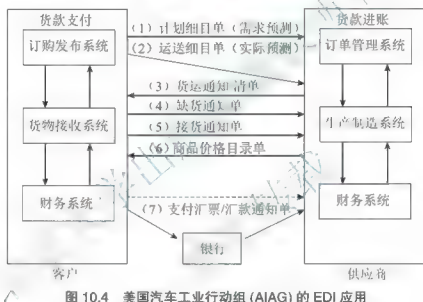 货款支付
货款进账
订购发布系统
订单管理系统
(1) 计划细目单(需求预测)
(2) 运送细目单(实际预测)
(3) 货运通知清单
(4) 缺货通知单
(5) 接货通知单
(6) 商品价格目录单
货物接收系统
生产制造系统
财务系统
财务系统
(7) 支付汇票/汇款通知单
银行
客户
供应商
图 10.4 美国汽车工业行动组 (AIAG) 的 EDI 应用